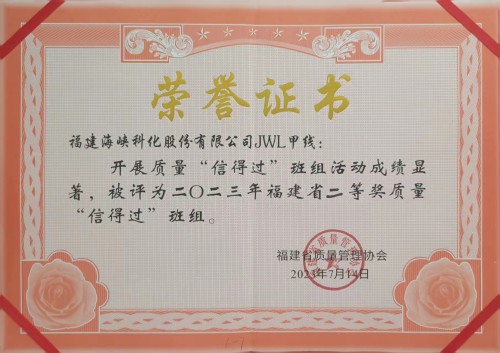 荣誉证书
福建海峡科化股份有限公司JWL甲线：
开展质量“信得过”班组活动成绩显
著，被评为二〇二三年福建省二等奖质量
“信得过”班组。
福建省质量管理协会
2023年7月14日